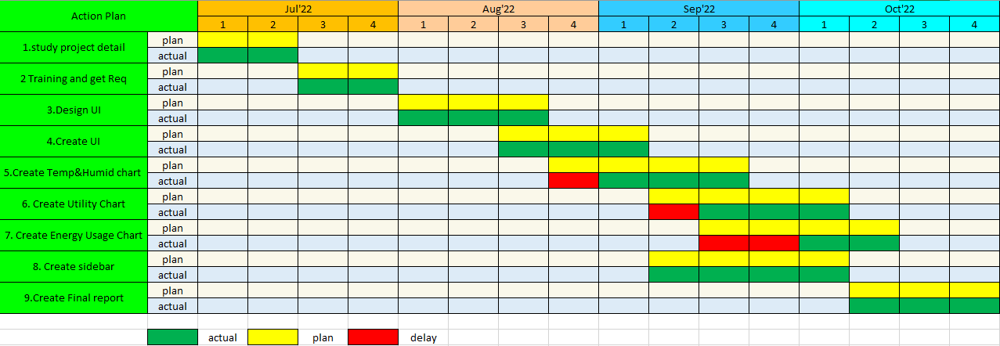 Action Plan Jul'22 Aug'22 Sep'22 Oct'22
1 2 3 4 1 2 3 4 1 2 3 4 1 2 3 4
1.study project detail plan
actual
2 Training and get Req plan
actual
3.Design UI plan
actual
4.Create UI plan
actual
5.Create Temp&Humid chart plan
actual
6. Create Utility Chart plan
actual
7. Create Energy Usage Chart plan
actual
8. Create sidebar plan
actual
9.Create Final report plan
actual
actual plan delay